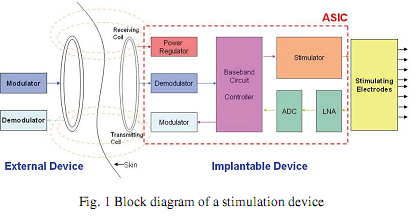 ASIC
Receiving
Coil
Power
Regulator
Stimulator
Stimulating
Electrodes
Modulator
Demodulator
Baseband
Circuit
Controller
Demodulator
Modulator
ADC
LNA
Transmitting
Coil
External Device
Skin
Implantable Device
Fig. 1 Block diagram of a stimulation device